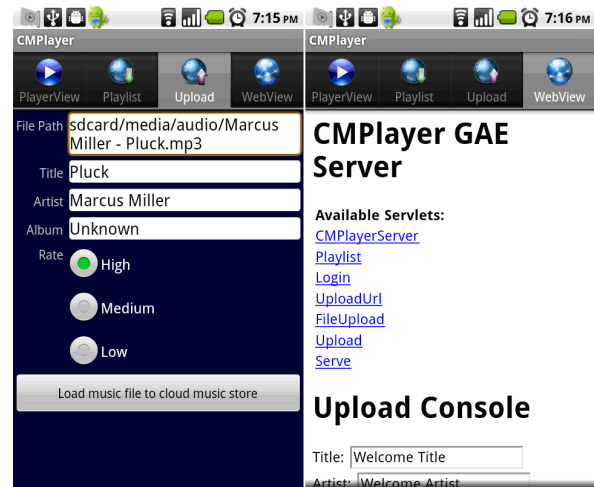 7:15 PM
CMPlayer
PlayerView Playlist Upload WebView
File Path sdcard/media/audio/Marcus
Miller - Pluck.mp3
Title Pluck
Artist Marcus Miller
Album Unknown
Rate
High
Medium
Low
Load music file to cloud music store
7:16 PM
CMPlayer
PlayerView Playlist Upload WebView
CMPlayer GAE
Server
Available Servlets:
CMPlayerServer
Playlist
Login
UploadUrl
FileUpload
Upload
Serve
Upload Console
Title: Welcome Title
Artist: Welcome Artist